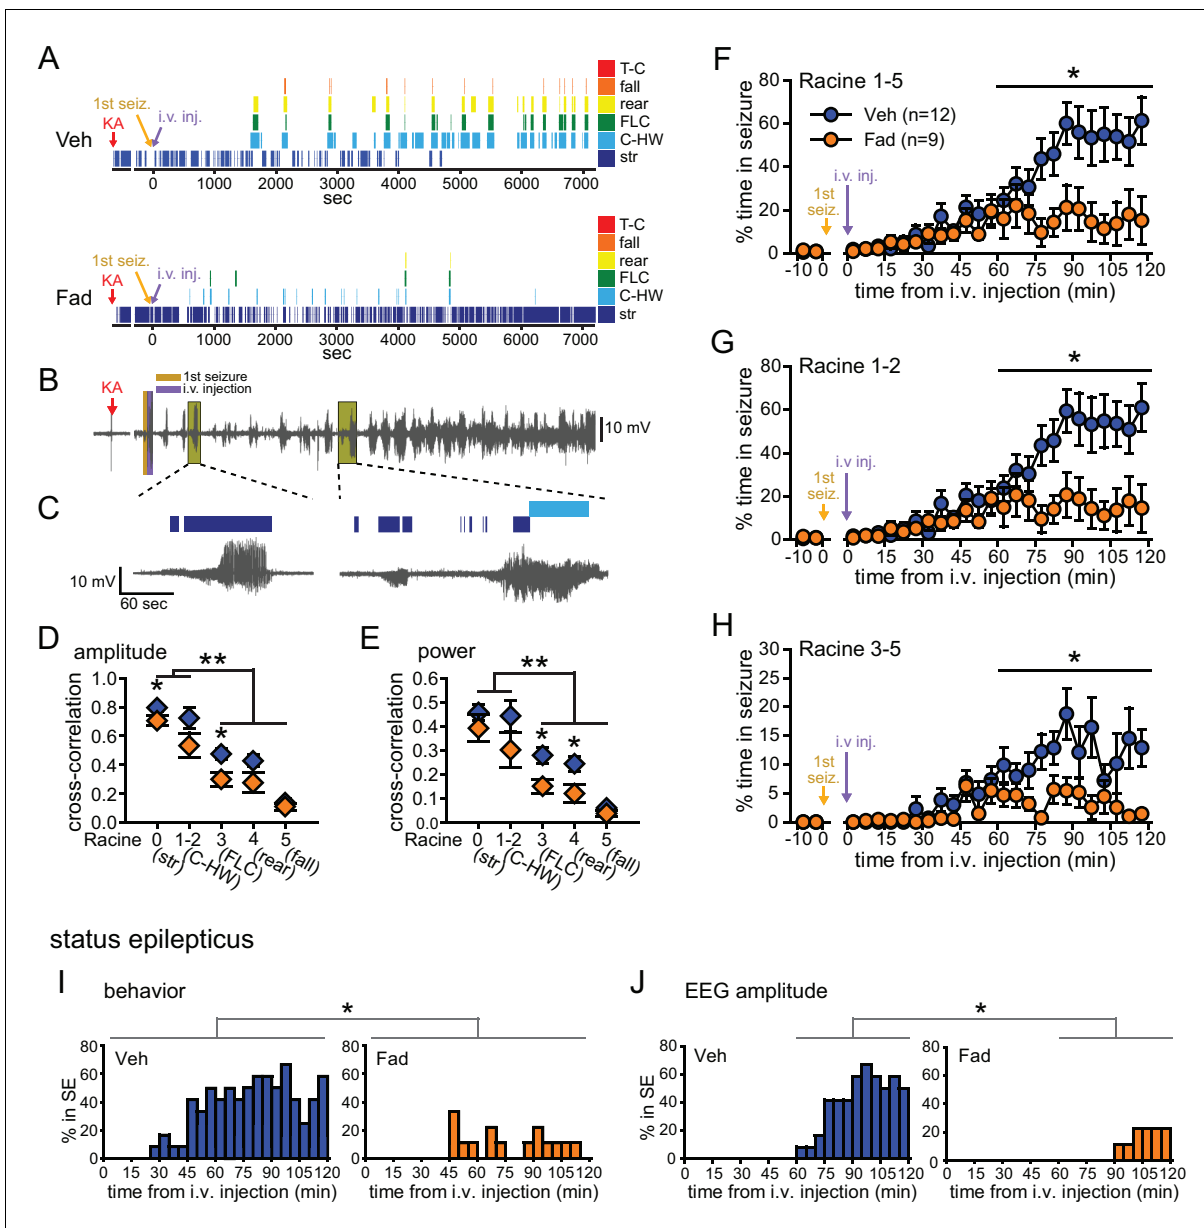 A
T-C
fall
rear
FLC
C-HW
str
1st seiz.
i.v. inj.
KA
Veh
0 1000 2000 3000 4000 5000 6000 7000
sec
T-C
fall
rear
FLC
C-HW
str
1st seiz.
i.v. inj.
KA
Fad
0 1000 2000 3000 4000 5000 6000 7000
sec
B
1st seizure
i.v. injection
KA
10 mV
C
10 mV
60 sec
D
amplitude
**
*
*
cross-correlation
1.0
0.8
0.6
0.4
0.2
0.0
Racine 0 1-2 3 4 5
(str) (C-HW) (FLC) (rear) (fall)
E
power
**
*
*
cross-correlation
0.6
0.5
0.4
0.3
0.2
0.1
0.0
Racine 0 1-2 3 4 5
(str) (C-HW) (FLC) (rear) (fall)
F
Racine 1-5
*
Veh (n=12)
Fad (n=9)
1st seiz.
i.v. inj.
% time in seizure
80
60
40
20
0
-10 0 0 15 30 45 60 75 90 105 120
time from i.v. injection (min)
G
Racine 1-2
*
1st seiz.
i.v inj.
% time in seizure
80
60
40
20
0
-10 0 0 15 30 45 60 75 90 105 120
time from i.v. injection (min)
H
Racine 3-5
*
1st seiz.
i.v inj.
% time in seizure
30
25
20
15
10
5
0
-10 0 0 15 30 45 60 75 90 105 120
time from i.v. injection (min)
status epilepticus
I
behavior
*
Veh
% in SE
80
60
40
20
0
0 15 30 45 60 75 90 105 120
time from i.v. injection (min)
Fad
80
60
40
20
0
0 15 30 45 60 75 90 105 120
time from i.v. injection (min)
J
EEG amplitude
*
Veh
% in SE
80
60
40
20
0
0 15 30 45 60 75 90 105 120
time from i.v. injection (min)
Fad
80
60
40
20
0
0 15 30 45 60 75 90 105 120
time from i.v. injection (min)